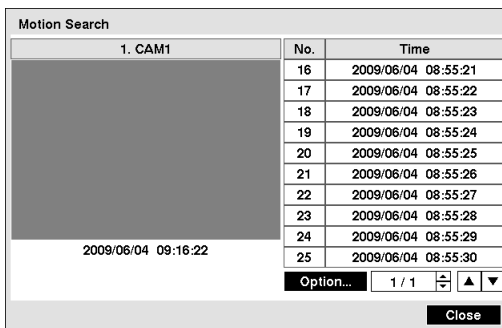 Motion Search
1. CAM1
No. Time
16 2009/06/04 08:55:21
17 2009/06/04 08:55:22
18 2009/06/04 08:55:23
19 2009/06/04 08:55:24
20 2009/06/04 08:55:25
21 2009/06/04 08:55:26
22 2009/06/04 08:55:27
23 2009/06/04 08:55:28
24 2009/06/04 08:55:29
25 2009/06/04 08:55:30
2009/06/04 09:16:22
Option... 1 / 1
Close